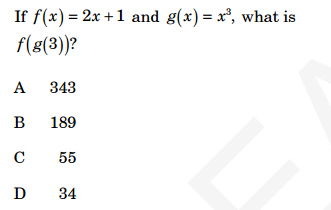 If f(x) = 2x + 1 and g(x) = x³, what is
f(g(3))?
A 343
B 189
C 55
D 34